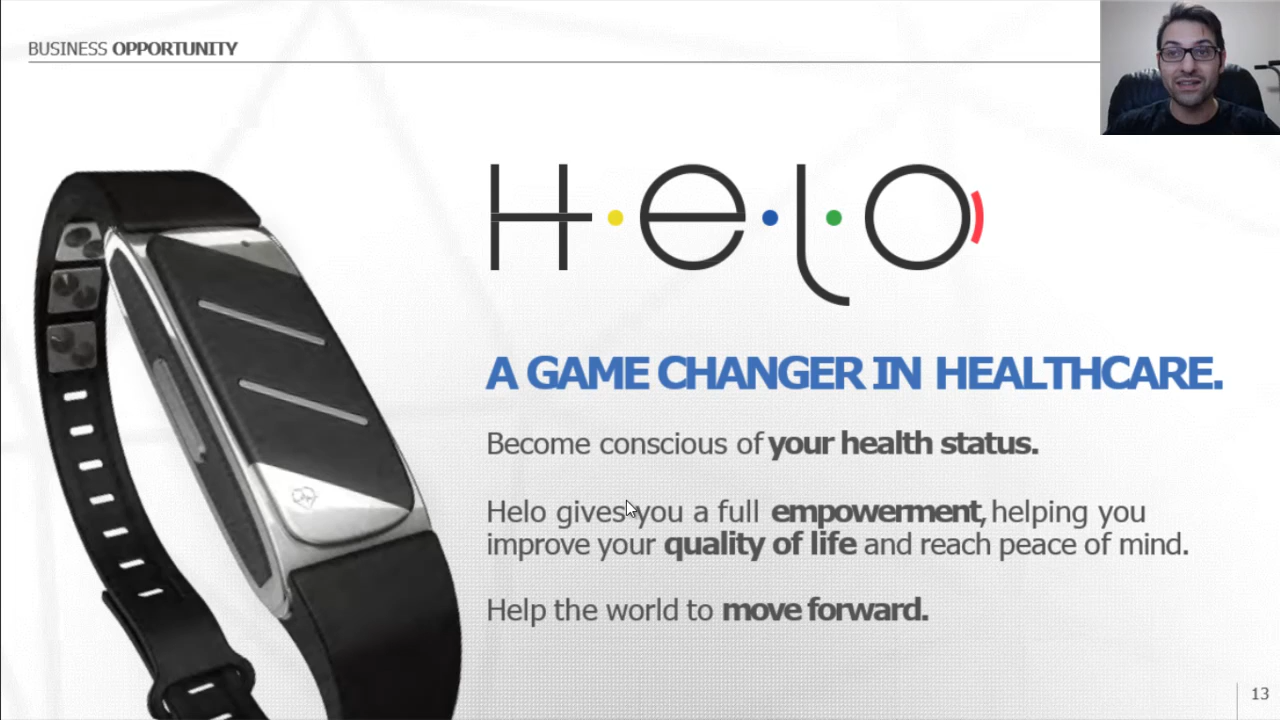 BUSINESS OPPORTUNITY
Helo
A GAME CHANGER IN HEALTHCARE.
Become conscious of your health status.
Helo gives you a full empowerment, helping you
improve your quality of life and reach peace of mind.
Help the world to move forward.
13